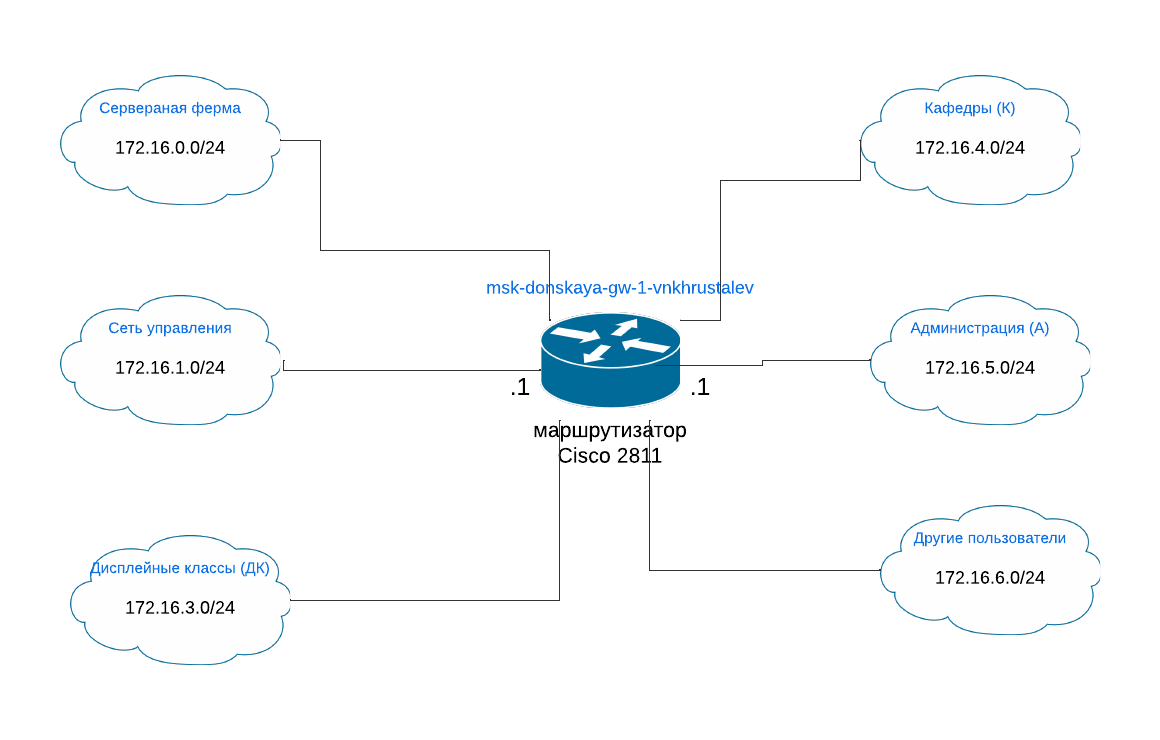 Сервераная ферма
172.16.0.0/24
Кафедры (К)
172.16.4.0/24
msk-donskaya-gw-1-vnkhrustalev
Сеть управления
172.16.1.0/24
Администрация (А)
172.16.5.0/24
.1
.1
маршрутизатор
Cisco 2811
Дисплейные классы (ДК)
172.16.3.0/24
Другие пользователи
172.16.6.0/24